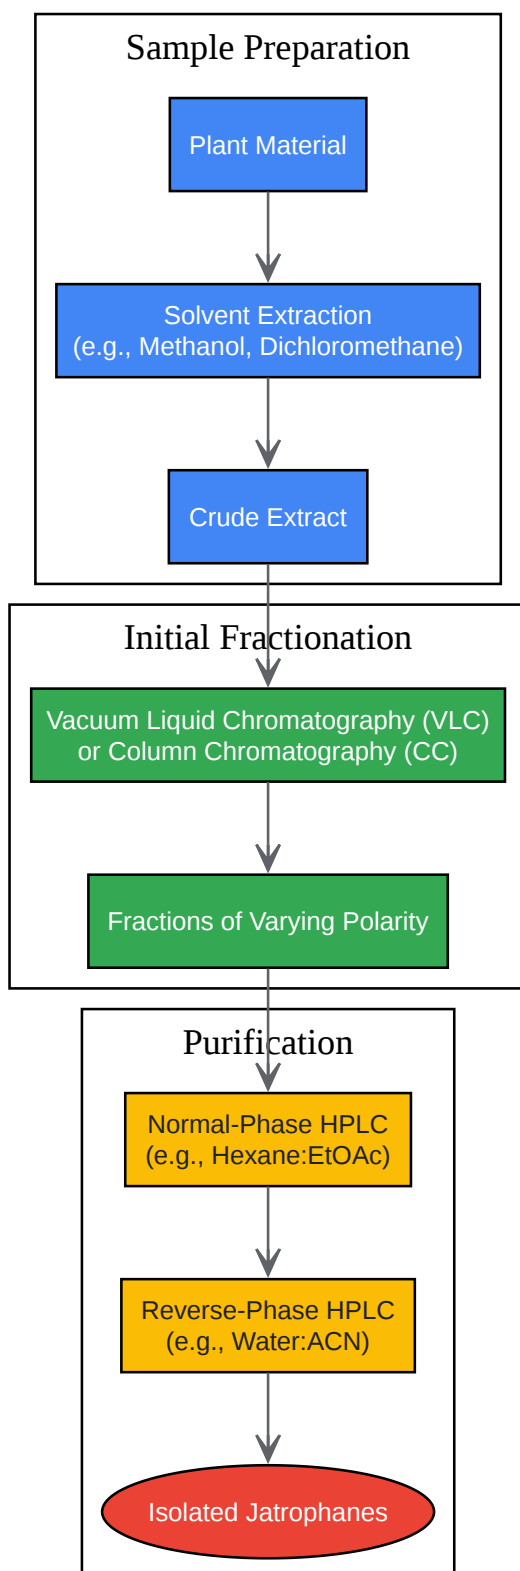 Sample Preparation
Plant Material
Solvent Extraction
(e.g., Methanol, Dichloromethane)
Crude Extract
Initial Fractionation
Vacuum Liquid Chromatography (VLC)
or Column Chromatography (CC)
Fractions of Varying Polarity
Purification
Normal-Phase HPLC
(e.g., Hexane:EtOAc)
Reverse-Phase HPLC
(e.g., Water:ACN)
Isolated Jatrophanes